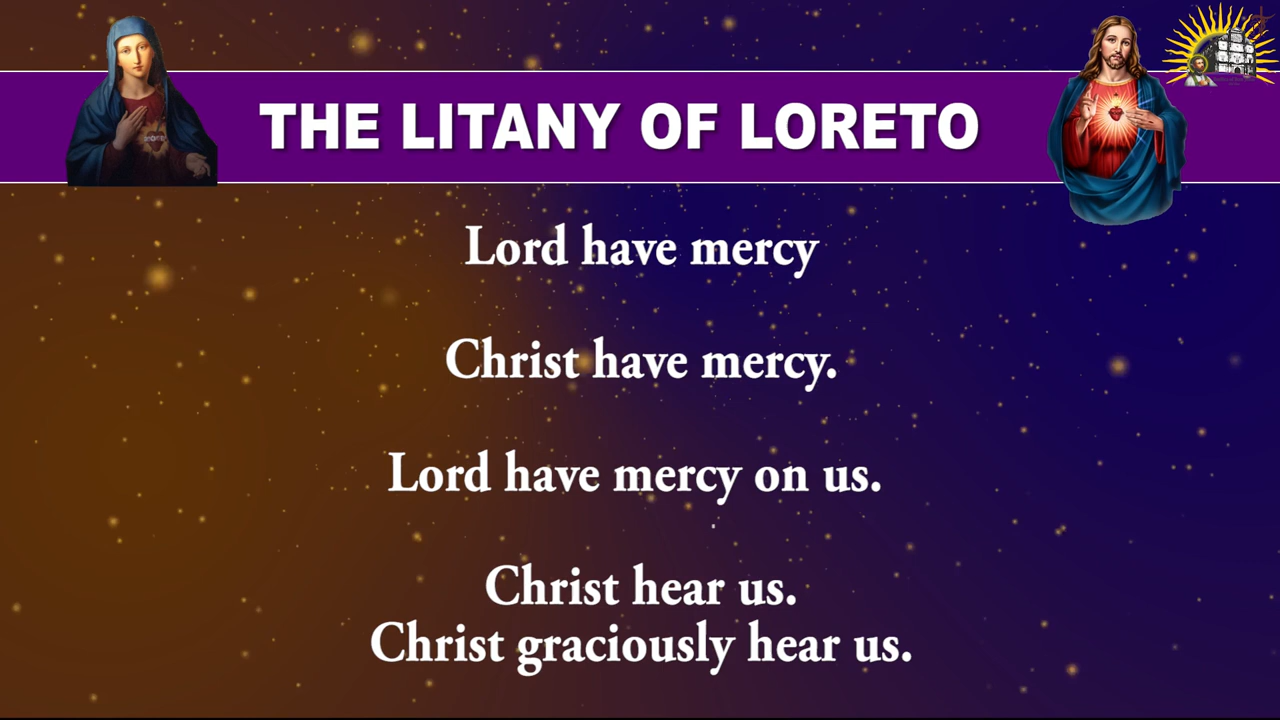 THE LITANY OF LORETO
Lord have mercy
Christ have mercy.
Lord have mercy on us.
Christ hear us.
Christ graciously hear us.